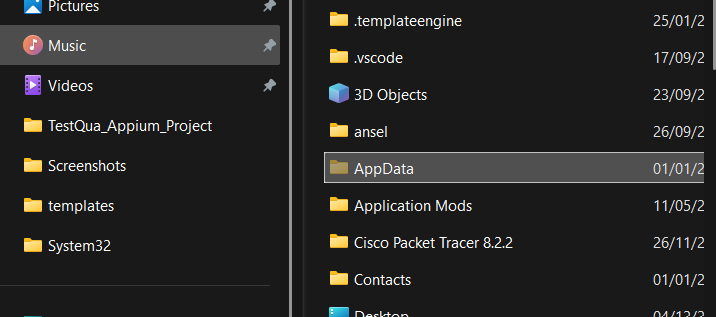 Pictures
Music
Videos
TestQua_Appium_Project
Screenshots
templates
System32
.templateengine 25/01/2
.vscode 17/09/2
3D Objects 23/09/2
ansel 26/09/2
AppData 01/01/2
Application Mods 11/05/2
Cisco Packet Tracer 8.2.2 26/11/2
Contacts 01/01/2
Desktop 04/12/2